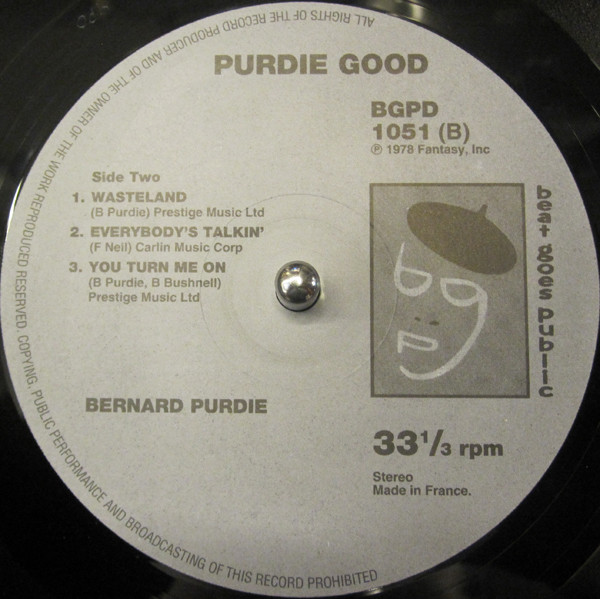 PURDIE GOOD
BGPD
1051 (B)
℗ 1978 Fantasy, Inc
Side Two
1. WASTELAND
(B Purdie) Prestige Music Ltd
2. EVERYBODY'S TALKIN'
(F Neil) Carlin Music Corp
3. YOU TURN ME ON
(B Purdie, B Bushnell)
Prestige Music Ltd
bgp
beat goes public
BERNARD PURDIE
33 1/3 rpm
Stereo
Made in France.
ALL RIGHTS OF THE RECORD PRODUCER AND OF THE OWNER OF THE WORK REPRODUCED RESERVED. COPYING, PUBLIC PERFORMANCE AND BROADCASTING OF THIS RECORD PROHIBITED